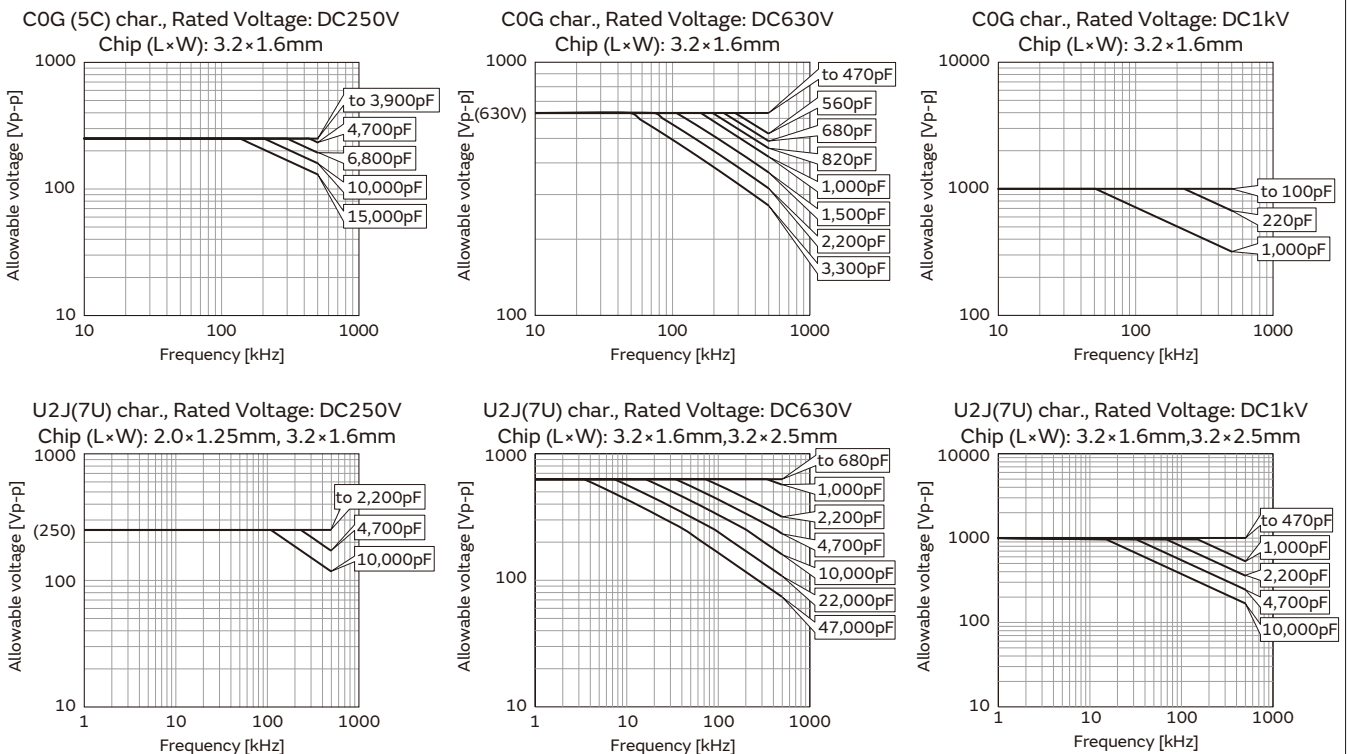 C0G (5C) char., Rated Voltage: DC250V
Chip (L×W): 3.2×1.6mm
Allowable voltage [Vp-p]
1000
100
10
10
100
1000
Frequency [kHz]
to 3,900pF
4,700pF
6,800pF
10,000pF
15,000pF
C0G char., Rated Voltage: DC630V
Chip (L×W): 3.2×1.6mm
Allowable voltage [Vp-p]
1000
(630V)
100
10
100
1000
Frequency [kHz]
to 470pF
560pF
680pF
820pF
1,000pF
1,500pF
2,200pF
3,300pF
C0G char., Rated Voltage: DC1kV
Chip (L×W): 3.2×1.6mm
Allowable voltage [Vp-p]
10000
1000
100
10
100
1000
Frequency [kHz]
to 100pF
220pF
1,000pF
U2J(7U) char., Rated Voltage: DC250V
Chip (L×W): 2.0×1.25mm, 3.2×1.6mm
Allowable voltage [Vp-p]
1000
(250)
100
10
1
10
100
1000
Frequency [kHz]
to 2,200pF
4,700pF
10,000pF
U2J(7U) char., Rated Voltage: DC630V
Chip (L×W): 3.2×1.6mm,3.2×2.5mm
Allowable voltage [Vp-p]
1000
100
10
1
10
100
1000
Frequency [kHz]
to 680pF
1,000pF
2,200pF
4,700pF
10,000pF
22,000pF
47,000pF
U2J(7U) char., Rated Voltage: DC1kV
Chip (L×W): 3.2×1.6mm,3.2×2.5mm
Allowable voltage [Vp-p]
10000
1000
100
10
1
10
100
1000
Frequency [kHz]
to 470pF
1,000pF
2,200pF
4,700pF
10,000pF